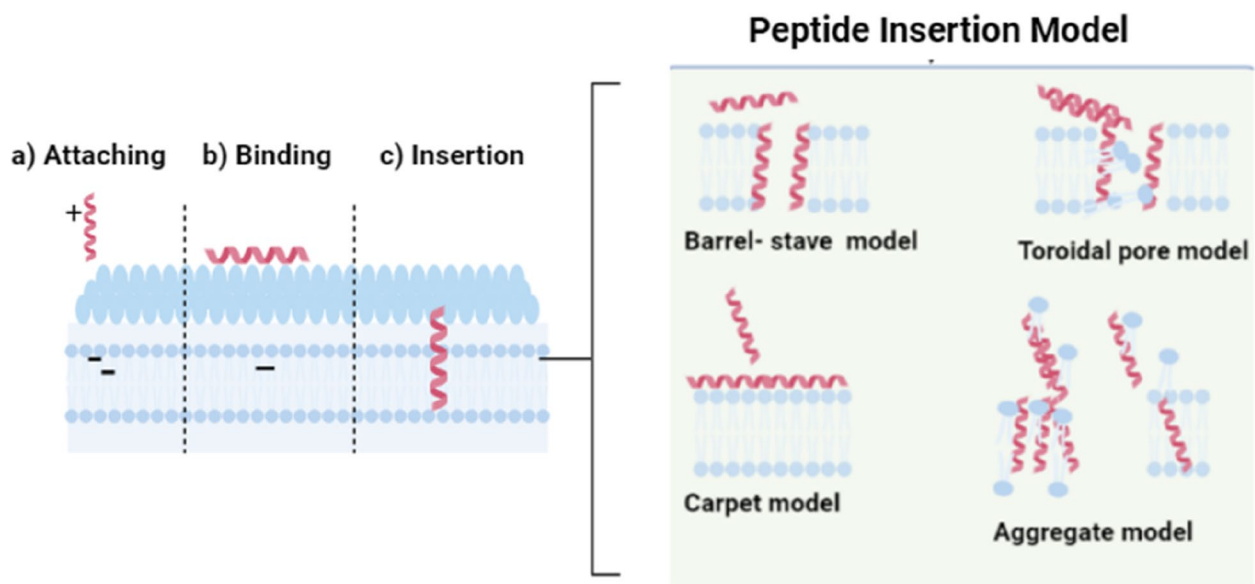 Peptide Insertion Model
a) Attaching
b) Binding
c) Insertion
+
-
-
-
Barrel- stave model
Toroidal pore model
Carpet model
Aggregate model